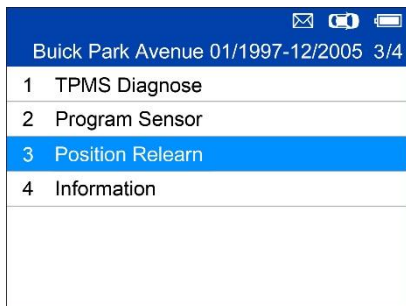 Buick Park Avenue 01/1997-12/2005 3/4
1 TPMS Diagnose
2 Program Sensor
3 Position Relearn
4 Information